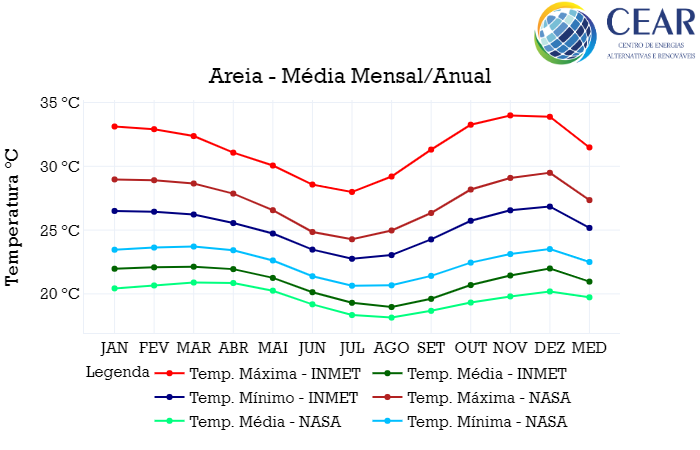 CEAR
CENTRO DE ENERGIAS
ALTERNATIVAS E RENOVÁVEIS
Areia - Média Mensal/Anual
Temperatura °C
35 °C
30 °C
25 °C
20 °C
JAN FEV MAR ABR MAI JUN JUL AGO SET OUT NOV DEZ MED
Legenda Temp. Máxima - INMET Temp. Média - INMET
Temp. Mínimo - INMET Temp. Máxima - NASA
Temp. Média - NASA Temp. Mínima - NASA